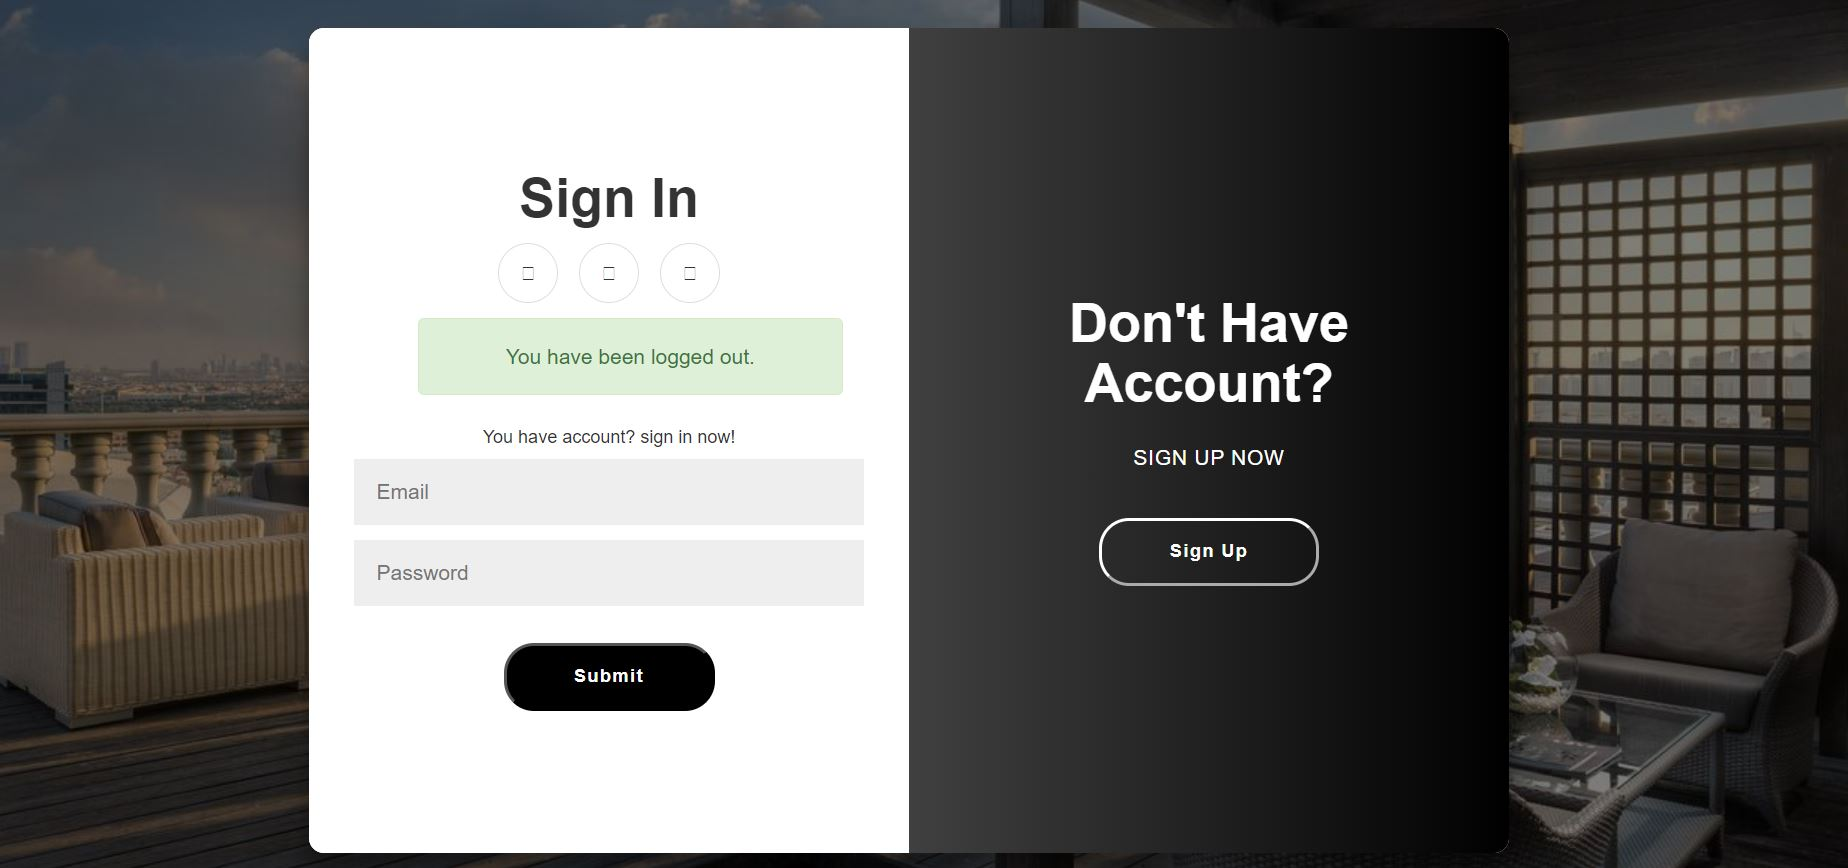 Sign In
You have been logged out.
You have account? sign in now!
Email
Password
Submit
Don't Have
Account?
SIGN UP NOW
Sign Up